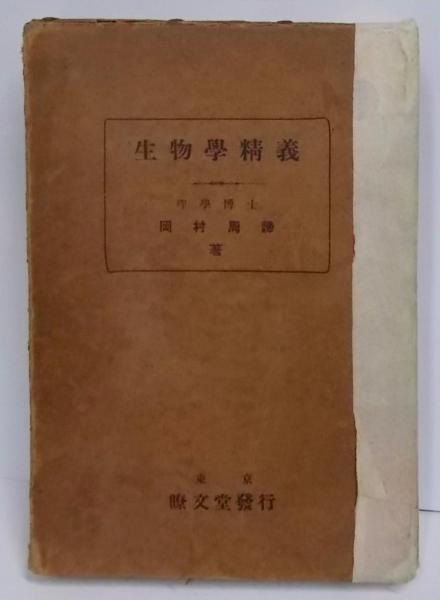 生物學精義
理學博士
岡村周諦
著
東京
瞭文堂發行